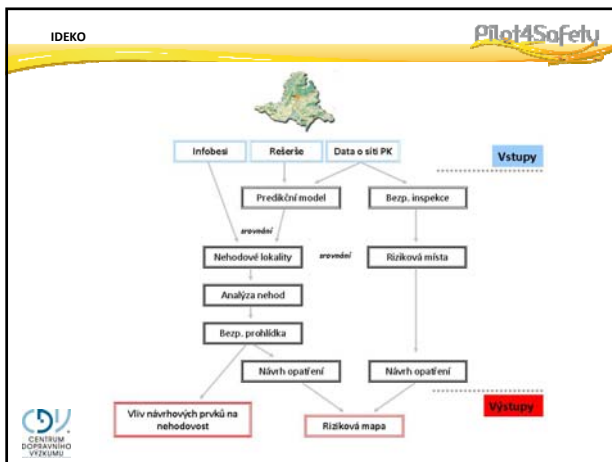 IDEKO
Pilot4Safety
Infobesi
Rešerše
Data o síti PK
Vstupy
Predikční model
Bezp. inspekce
srovnání
Nehodové lokality
srovnání
Riziková místa
Analýza nehod
Bezp. prohlídka
Návrh opatření
Návrh opatření
Výstupy
Vliv návrhových prvků na
nehodovost
Riziková mapa
CDV
CENTRUM
DOPRAVNÍHO
VÝZKUMU